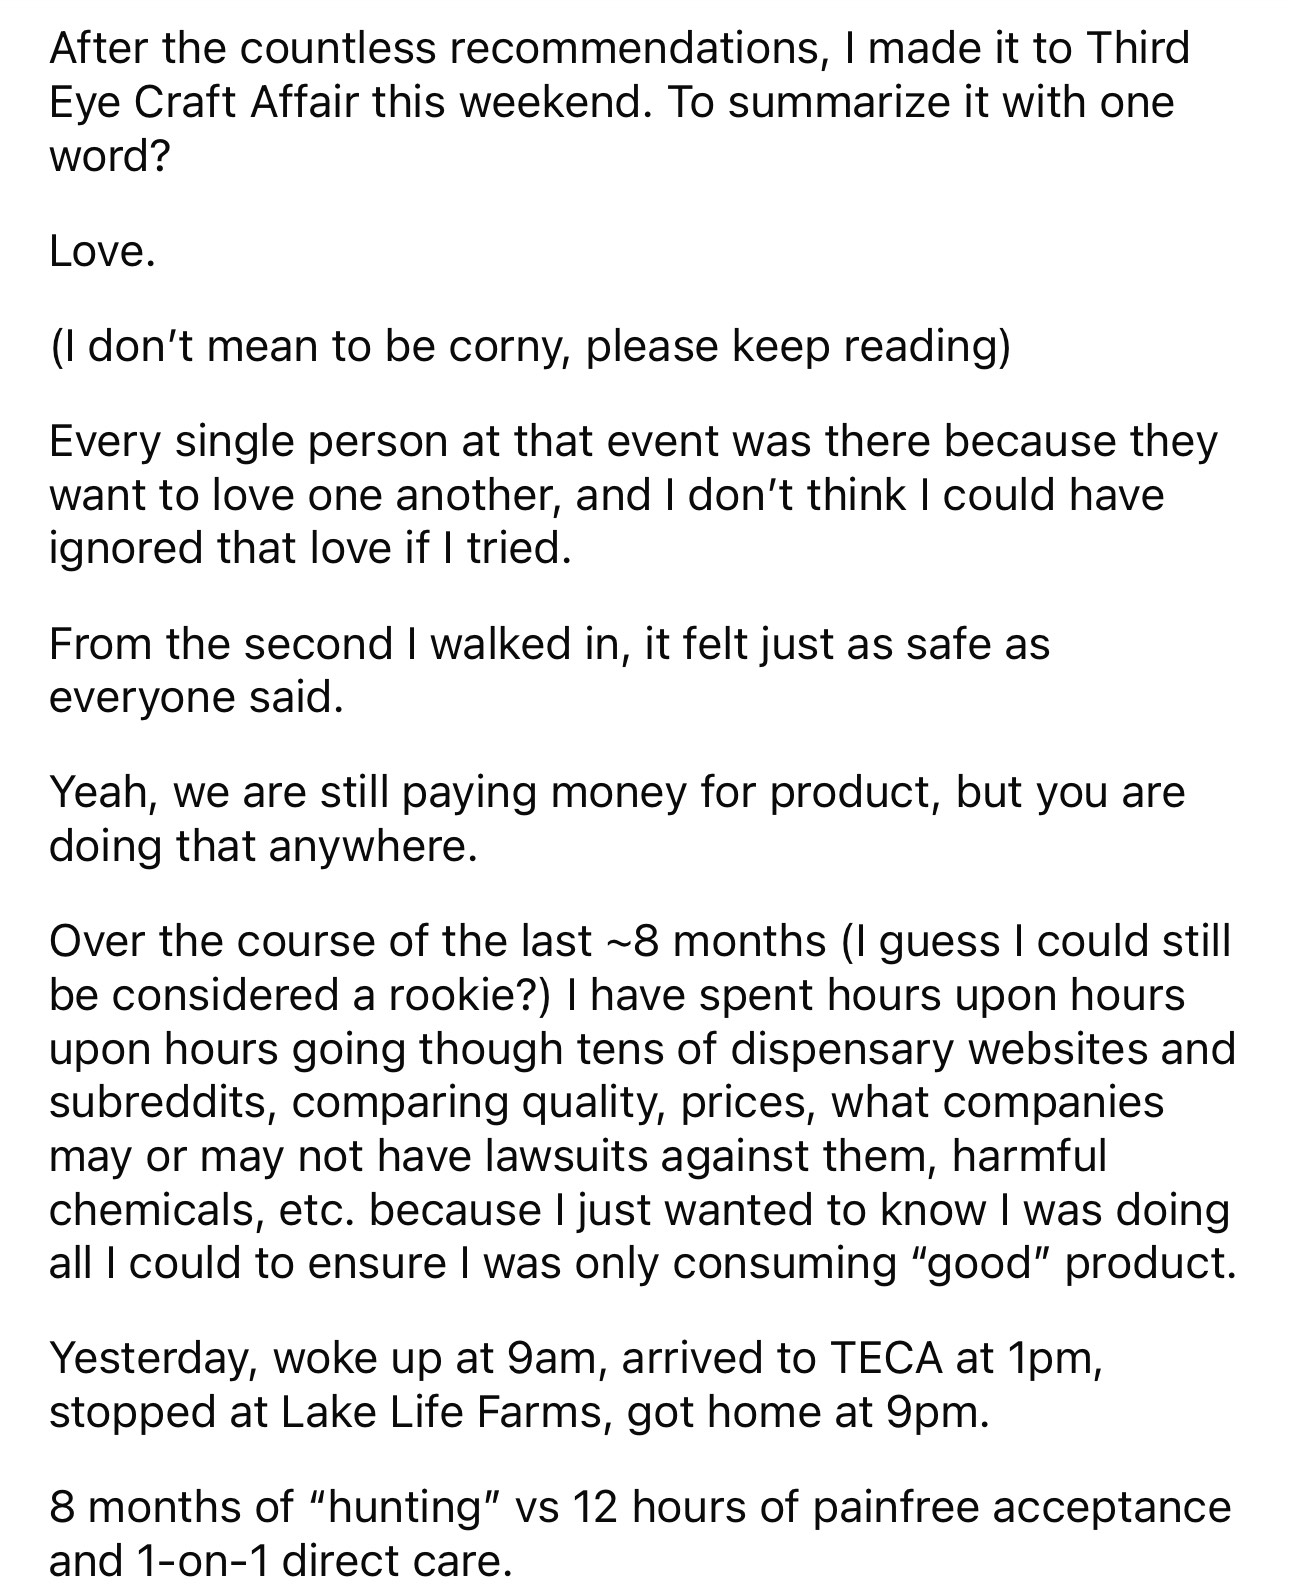 After the countless recommendations, I made it to Third
Eye Craft Affair this weekend. To summarize it with one
word?
Love.
(I don’t mean to be corny, please keep reading)
Every single person at that event was there because they
want to love one another, and I don’t think I could have
ignored that love if I tried.
From the second I walked in, it felt just as safe as
everyone said.
Yeah, we are still paying money for product, but you are
doing that anywhere.
Over the course of the last ~8 months (I guess I could still
be considered a rookie?) I have spent hours upon hours
upon hours going though tens of dispensary websites and
subreddits, comparing quality, prices, what companies
may or may not have lawsuits against them, harmful
chemicals, etc. because I just wanted to know I was doing
all I could to ensure I was only consuming “good” product.
Yesterday, woke up at 9am, arrived to TECA at 1pm,
stopped at Lake Life Farms, got home at 9pm.
8 months of “hunting” vs 12 hours of painfree acceptance
and 1-on-1 direct care.